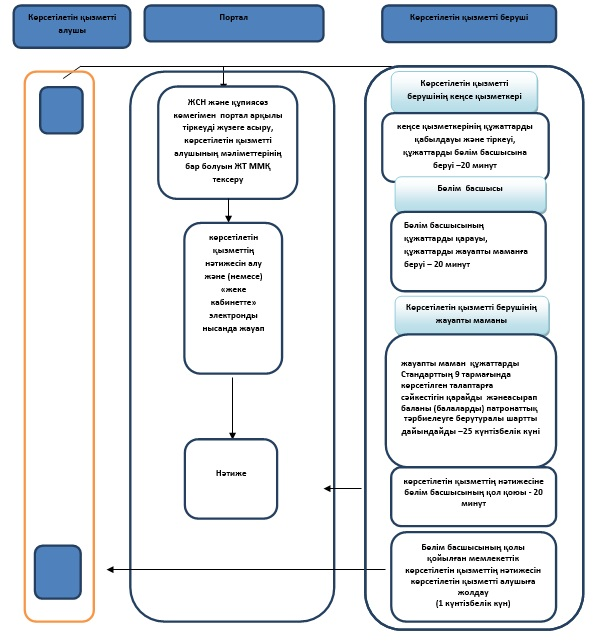 Көрсетілетін қызметті
алушы
Портал
Көрсетілетін қызметті беруші
ЖСН және құпиясөз
көмегімен портал арқылы
тіркеуді жүзеге асыру,
көрсетілетін қызметті
алушының мәліметтерінің
бар болуын ЖТ ММҚ
тексеру
көрсетілетін
қызметтің
нәтижесін алу
және (немесе)
«жеке
кабинетте»
электронды
нысанда жауап
Нәтиже
Көрсетілетін қызметті
берушінің кеңсе қызметкері
кеңсе қызметкерінің құжаттарды
қабылдауы және тіркеуі,
құжаттарды бөлім басшысына
беруі –20 минут
Бөлім басшысы
Бөлім басшысының
құжаттарды қарауы,
құжаттарды жауапты маманға
беруі – 20 минут
Көрсетілетін қызметті берушінің
жауапты маманы
жауапты маман құжаттарды
Стандарттың 9 тармағында
көрсетілген талаптарға
сәйкестігін қарайды жәнеасырап
баланы (балаларды) патронаттық
тәрбиелеуге берутуралы шартты
дайындайды –25 күнтізбелік күні
көрсетілетін қызметтің нәтижесіне
бөлім басшысының қол қоюы - 20
минут
Бөлім басшысының қолы
қойылған мемлекеттік
көрсетілетін қызметтің нәтижесін
көрсетілетін қызметті алушыға
жолдау
(1 күнтізбелік күн)